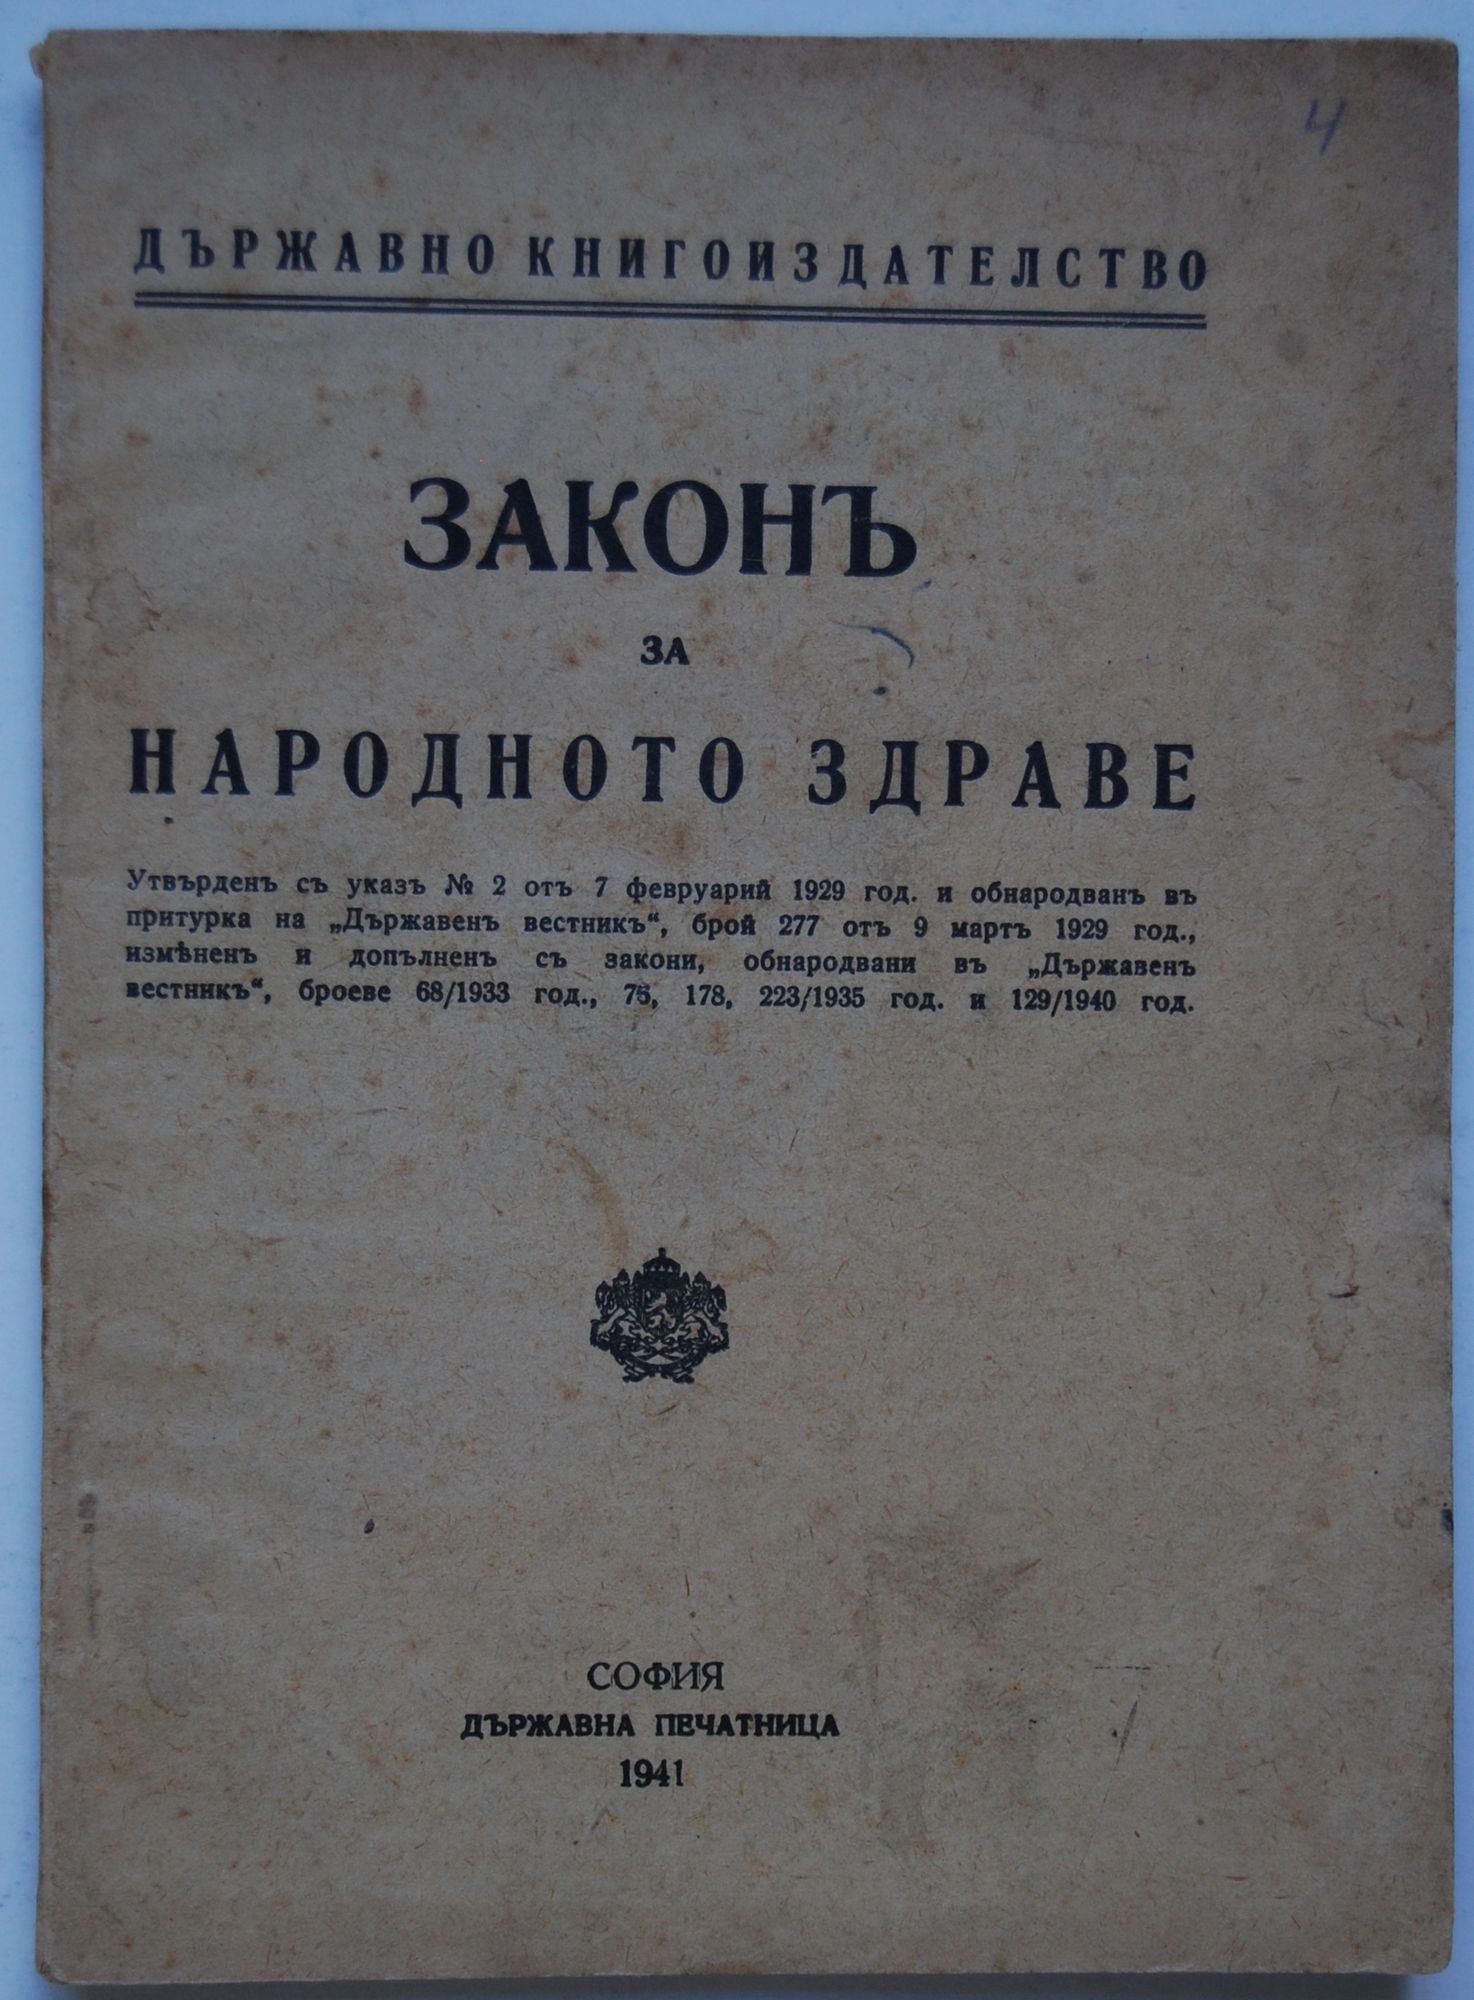 4
ДЪРЖАВНО КНИГОИЗДАТЕЛСТВО
ЗАКОНЪ
ЗА
НАРОДНОТО ЗДРАВЕ
Утвърденъ съ указъ № 2 отъ 7 февруарий 1929 год. и обнародванъ въ
притурка на „Държавенъ вестникъ“, брой 277 отъ 9 мартъ 1929 год.,
измѣненъ и допълненъ съ закони, обнародвани въ „Държавенъ
вестникъ“, броеве 68/1933 год., 75, 178, 223/1935 год. и 129/1940 год.
СОФИЯ
ДЪРЖАВНА ПЕЧАТНИЦА
1941